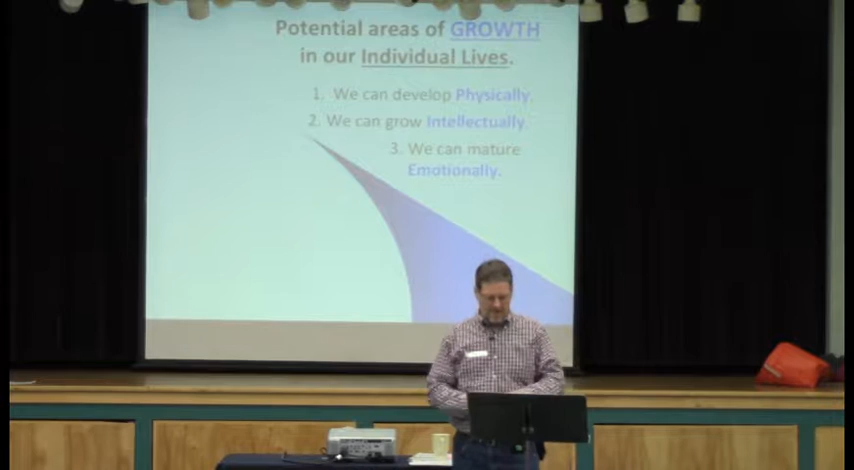 Potential areas of GROWTH
in our Individual Lives.
1. We can develop Physically.
2. We can grow Intellectually
3. We can mature
Emotionally.